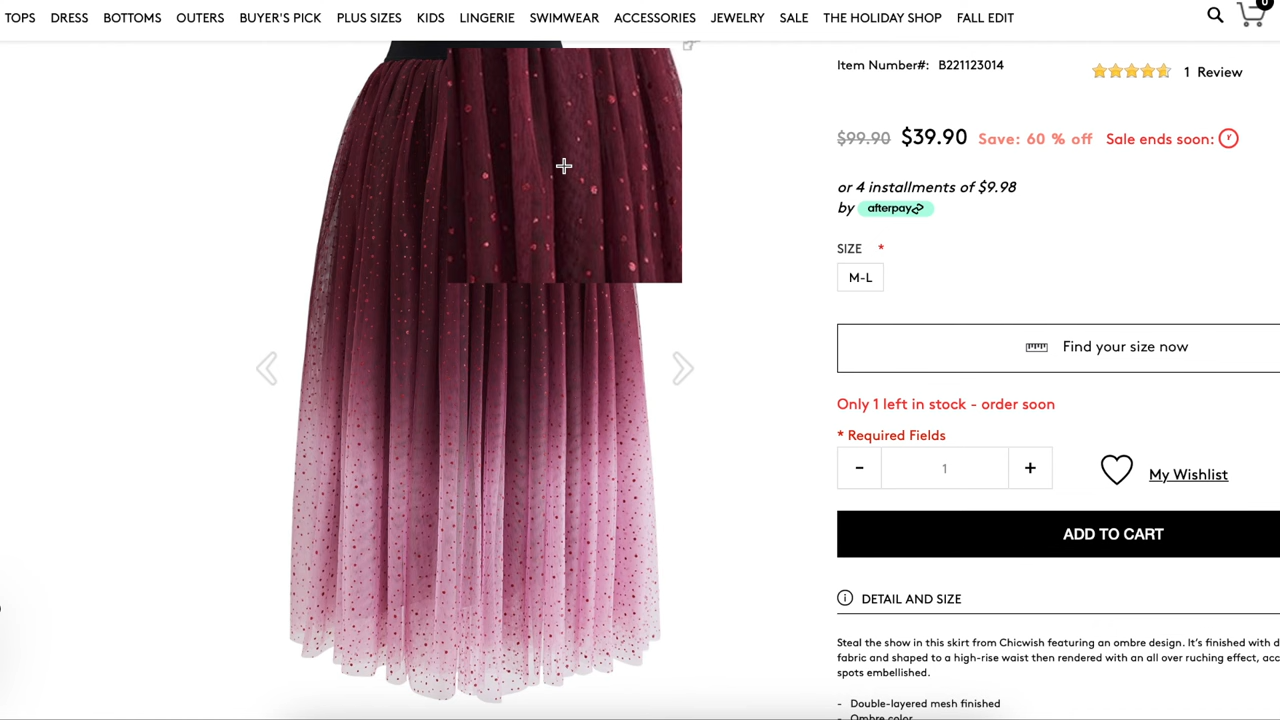 TOPS DRESS BOTTOMS OUTERS BUYER'S PICK PLUS SIZES KIDS LINGERIE SWIMWEAR ACCESSORIES JEWELRY SALE THE HOLIDAY SHOP FALL EDIT
0
Item Number#: B221123014
1 Review
$99.90 $39.90 Save: 60 % off Sale ends soon:
or 4 installments of $9.98
by afterpay
SIZE *
M-L
Find your size now
Only 1 left in stock - order soon
* Required Fields
- 1 +
My Wishlist
ADD TO CART
DETAIL AND SIZE
Steal the show in this skirt from Chicwish featuring an ombre design. It's finished with d
fabric and shaped to a high-rise waist then rendered with an all over ruching effect, acc
spots embellished.
- Double-layered mesh finished
- Ombre color